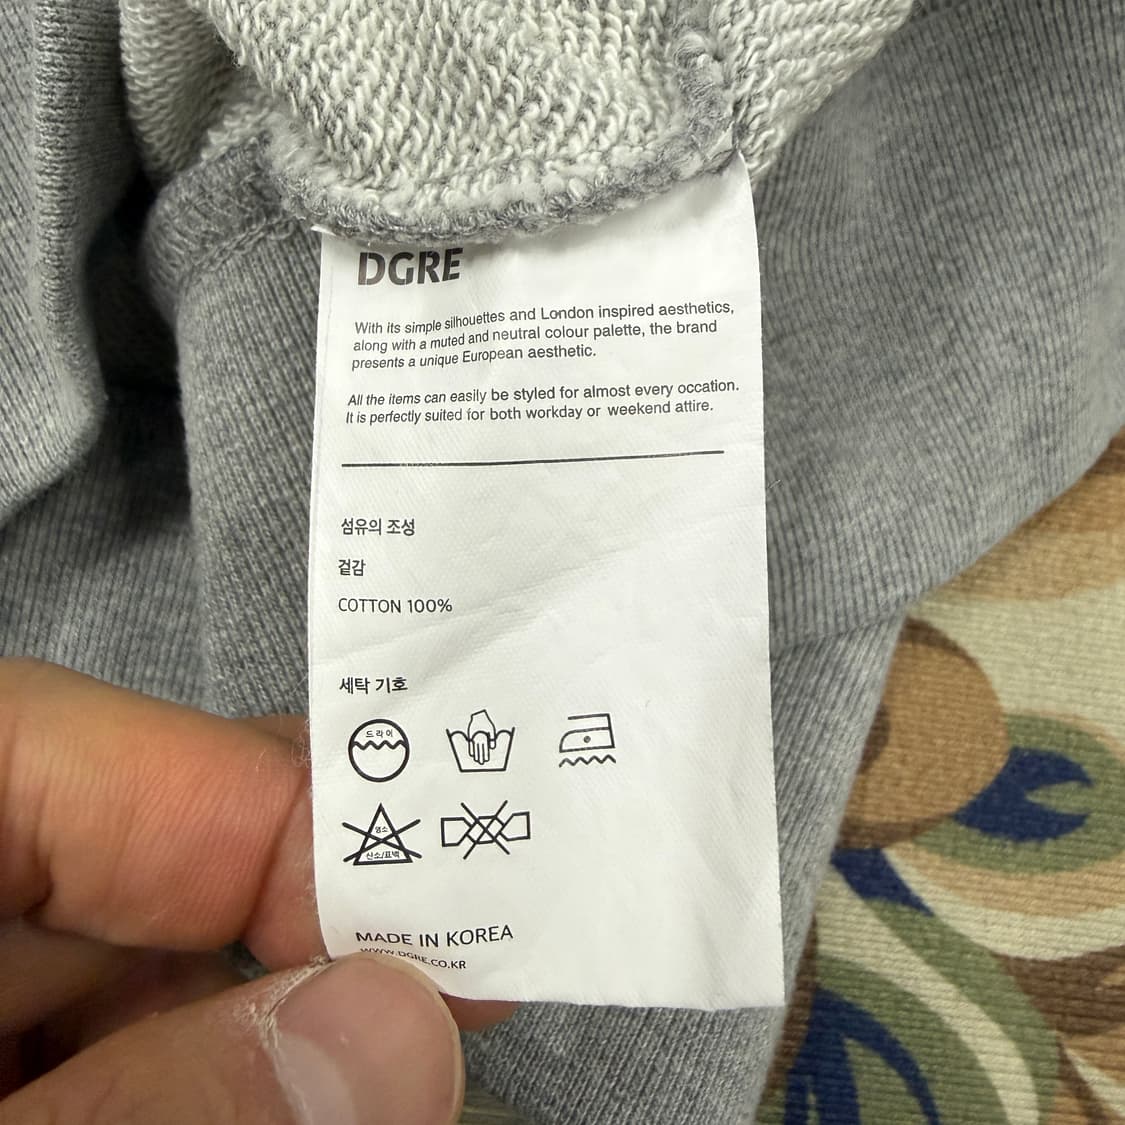 DGRE
With its simple silhouettes and London inspired aesthetics,
along with a muted and neutral colour palette, the brand
presents a unique European aesthetic.
All the items can easily be styled for almost every occation.
It is perfectly suited for both workday or weekend attire.
섬유의 조성
겉감
COTTON 100%
세탁 기호
드라이
염소
산소/표백
MADE IN KOREA
WWW.DGRE.CO.KR